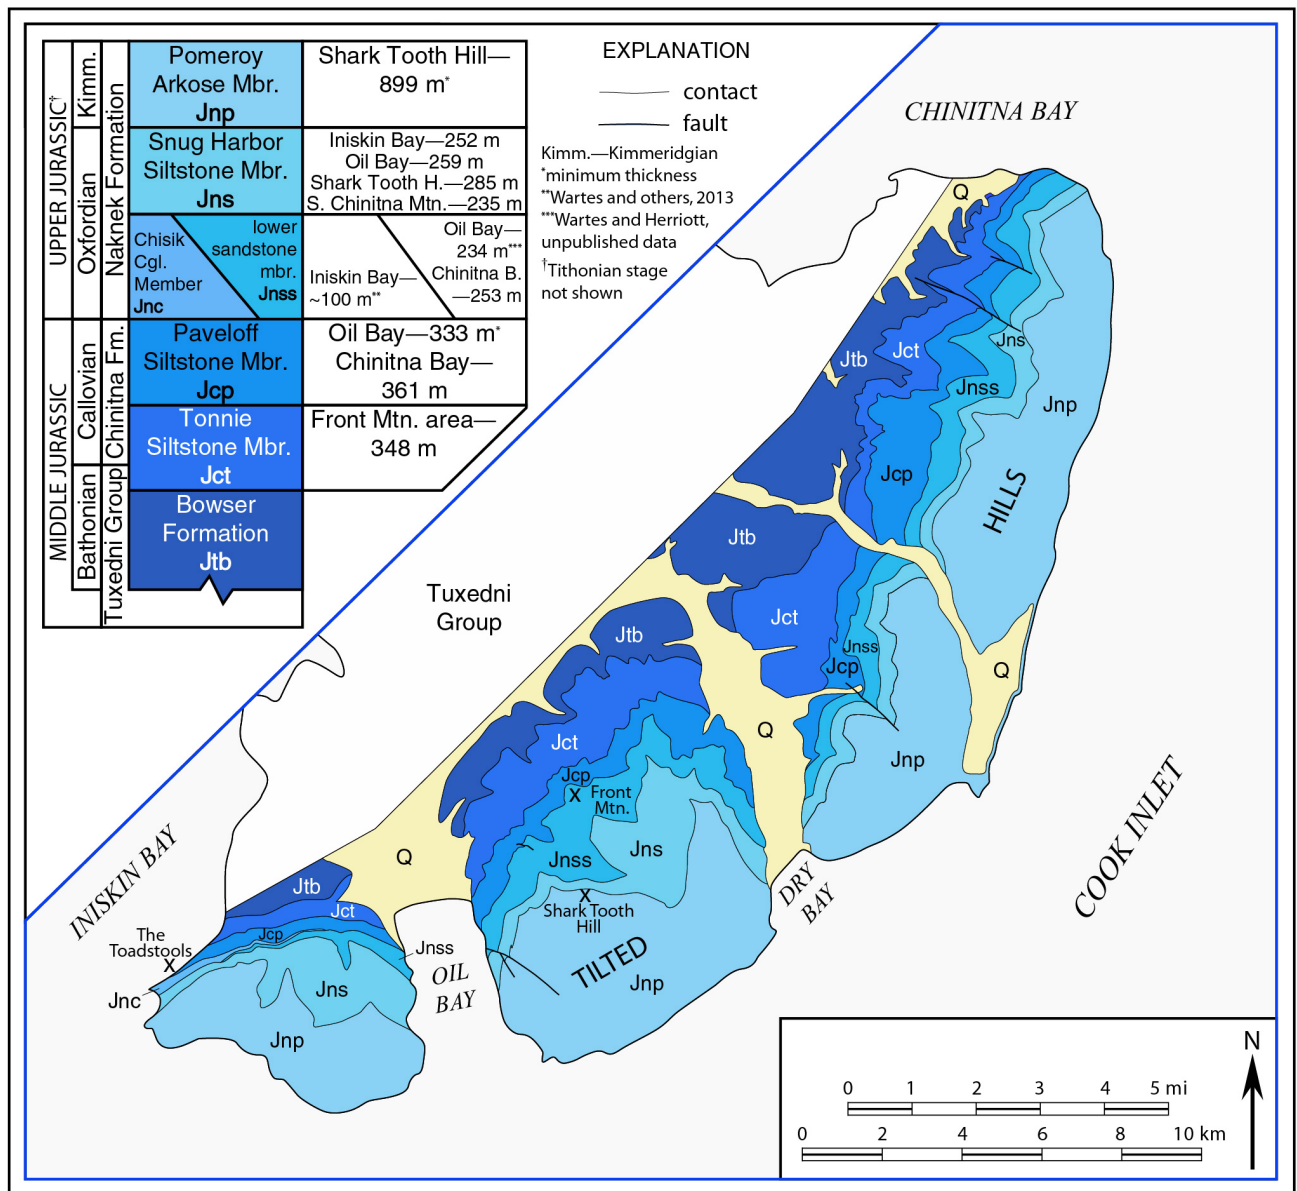 UPPER JURASSIC†
MIDDLE JURASSIC
Kimm.
Oxfordian
Callovian
Bathonian
Naknek Formation
Chinitna Fm.
Tuxedni Group
Pomeroy
Arkose Mbr.
Jnp
Shark Tooth Hill—
899 m*
Snug Harbor
Siltstone Mbr.
Jns
Iniskin Bay—252 m
Oil Bay—259 m
Shark Tooth H.—285 m
S. Chinitna Mtn.—235 m
Chisik
Cgl.
Member
Jnc
lower
sandstone
mbr.
Jnss
Iniskin Bay—
~100 m**
Oil Bay—
234 m***
Chinitna B.
—253 m
Paveloff
Siltstone Mbr.
Jcp
Oil Bay—333 m*
Chinitna Bay—
361 m
Tonnie
Siltstone Mbr.
Jct
Front Mtn. area—
348 m
Bowser
Formation
Jtb
EXPLANATION
contact
fault
Kimm.—Kimmeridgian
*minimum thickness
**Wartes and others, 2013
***Wartes and Herriott,
unpublished data
†Tithonian stage
not shown
CHINITNA BAY
Q
Jns
Jtb
Jct
Jnss
Jnp
Jcp
HILLS
Jtb
Tuxedni
Group
Jct
Jtb
Jnss
Jcp
Q
Q
Jct
Jnp
Jcp
X Front
Mtn.
COOK INLET
INISKIN BAY
Q
Jns
Jnss
Jtb
X
Shark Tooth
Hill
DRY
BAY
Jct
The
Toadstools
X
Jcp
Jnss
TILTED
OIL
BAY
Jnp
Jnc
Jns
Jnp
N
0 1 2 3 4 5 mi
0 2 4 6 8 10 km